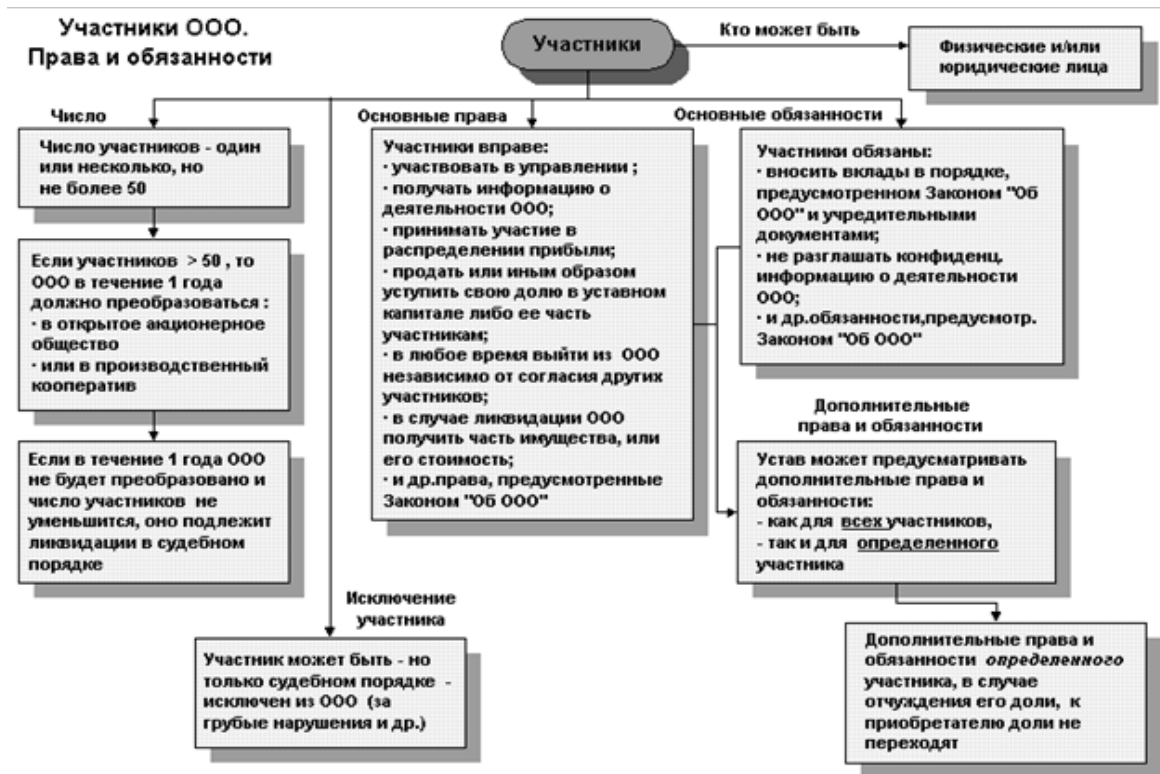 Участники ООО.
Права и обязанности
Участники
Кто может быть
Физические и/или
юридические лица
Число
Число участников - один
или несколько, но
не более 50
Если участников > 50 , то
ООО в течение 1 года
должно преобразоваться :
· в открытое акционерное
общество
· или в производственный
кооператив
Если в течение 1 года ООО
не будет преобразовано и
число участников не
уменьшится, оно подлежит
ликвидации в судебном
порядке
Исключение
участника
Участник может быть - но
только судебном порядке -
исключен из ООО (за
грубые нарушения и др.)
Основные права
Участники вправе:
· участвовать в управлении ;
· получать информацию о
деятельности ООО;
· принимать участие в
распределении прибыли;
· продать или иным образом
уступить свою долю в уставном
капитале либо ее часть
участникам;
· в любое время выйти из ООО
независимо от согласия других
участников;
· в случае ликвидации ООО
получить часть имущества, или
его стоимость;
· и др.права, предусмотренные
Законом "Об ООО"
Основные обязанности
Участники обязаны:
· вносить вклады в порядке,
предусмотренном Законом "Об
ООО" и учредительными
документами;
· не разглашать конфиденц.
информацию о деятельности
ООО;
· и др.обязанности,предусмотр.
Законом "Об ООО"
Дополнительные
права и обязанности
Устав может предусматривать
дополнительные права и
обязанности:
- как для всех участников,
- так и для определенного
участника
Дополнительные права и
обязанности определенного
участника, в случае
отчуждения его доли, к
приобретателю доли не
переходят